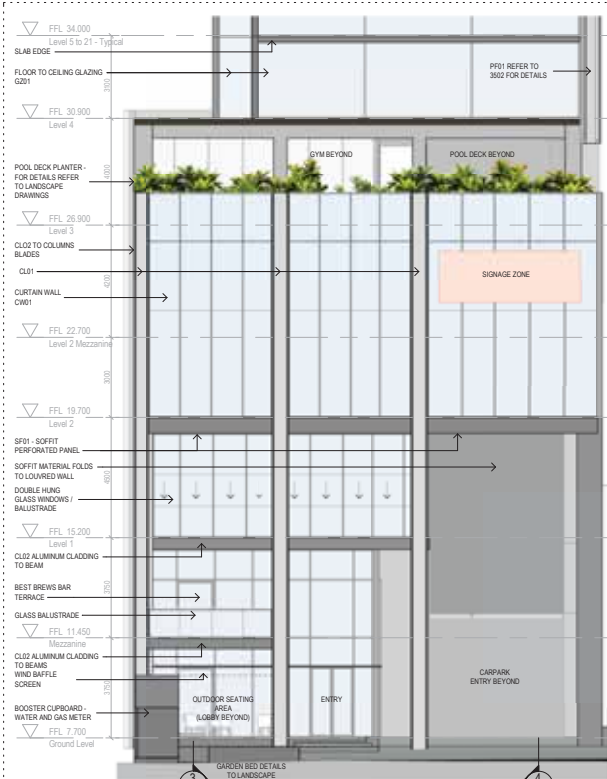 FFL 34.000
Level 5 to 21 - Typical
SLAB EDGE
FLOOR TO CEILING GLAZING
GZ01
PF01 REFER TO
3502 FOR DETAILS
3100
FFL 30.900
Level 4
GYM BEYOND
POOL DECK BEYOND
POOL DECK PLANTER -
FOR DETAILS REFER
TO LANDSCAPE
DRAWINGS
4000
FFL 26.900
Level 3
CL02 TO COLUMNS
BLADES
CL01
SIGNAGE ZONE
CURTAIN WALL
CW01
4200
FFL 22.700
Level 2 Mezzanine
3000
FFL 19.700
Level 2
SF01 - SOFFIT
PERFORATED PANEL
SOFFIT MATERIAL FOLDS
TO LOUVRED WALL
DOUBLE HUNG
GLASS WINDOWS /
BALUSTRADE
4500
FFL 15.200
Level 1
CL02 ALUMINUM CLADDING
TO BEAM
3750
BEST BREWS BAR
TERRACE
GLASS BALUSTRADE
FFL 11.450
Mezzanine
CL02 ALUMINUM CLADDING
TO BEAMS
WIND BAFFLE
SCREEN
3750
CARPARK
ENTRY BEYOND
OUTDOOR SEATING
AREA
(LOBBY BEYOND)
ENTRY
BOOSTER CUPBOARD -
WATER AND GAS METER
FFL 7.700
Ground Level
GARDEN BED DETAILS
TO LANDSCAPE
3
4